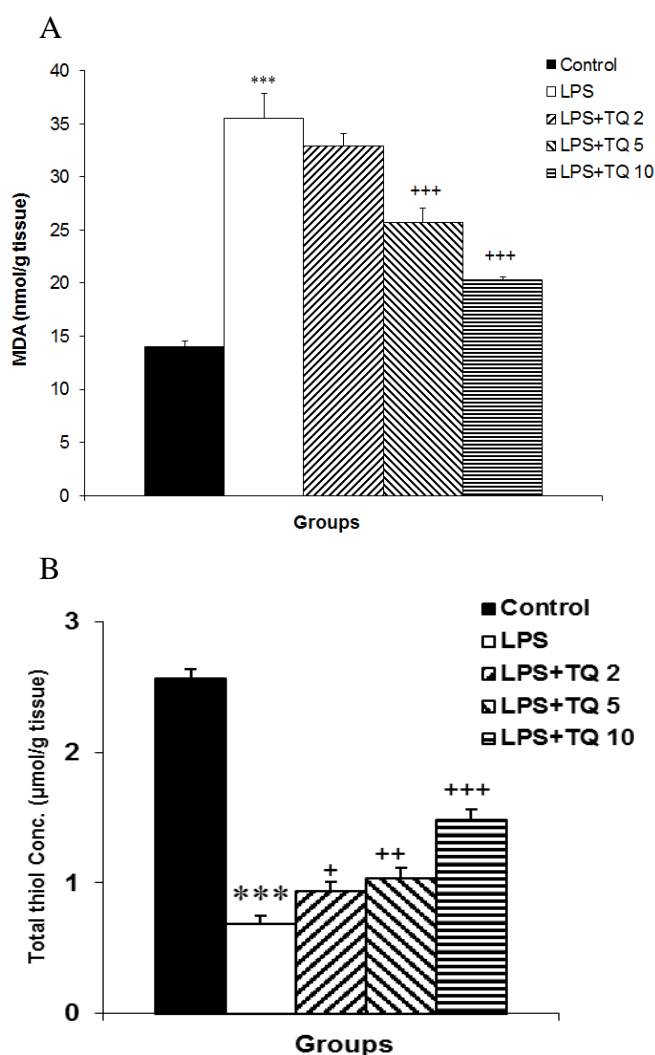 A
40
35
30
25
20
15
10
5
0
MDA (nmol/g tissue)
***
+++
+++
Control
LPS
LPS+TQ 2
LPS+TQ 5
LPS+TQ 10
Groups
B
3
2
1
0
Total thiol Conc. (μmol/g tissue)
***
+
++
+++
Control
LPS
LPS+TQ 2
LPS+TQ 5
LPS+TQ 10
Groups